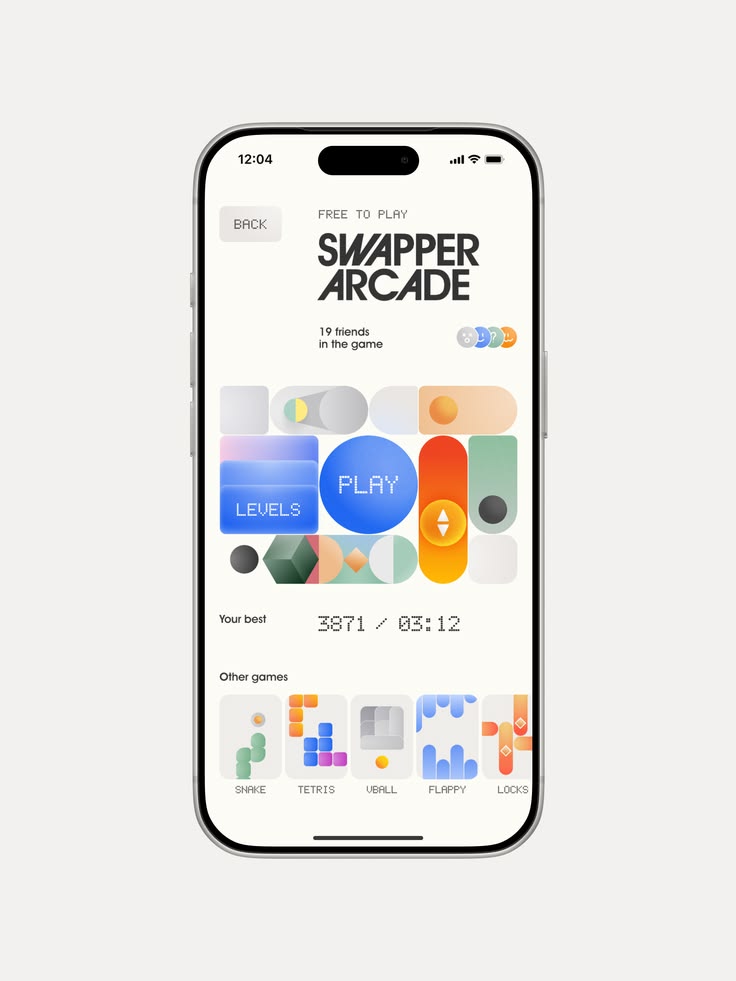 12:04
BACK
FREE TO PLAY
SWAPPER
ARCADE
19 friends
in the game
PLAY
LEVELS
Your best
3871 / 03:12
Other games
SNAKE
TETRIS
VBALL
FLAPPY
LOCKS